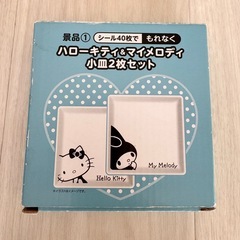 景品① シール40枚で もれなく
ハローキティ&マイメロディ
小皿2枚セット
My Melody
Hello Kitty